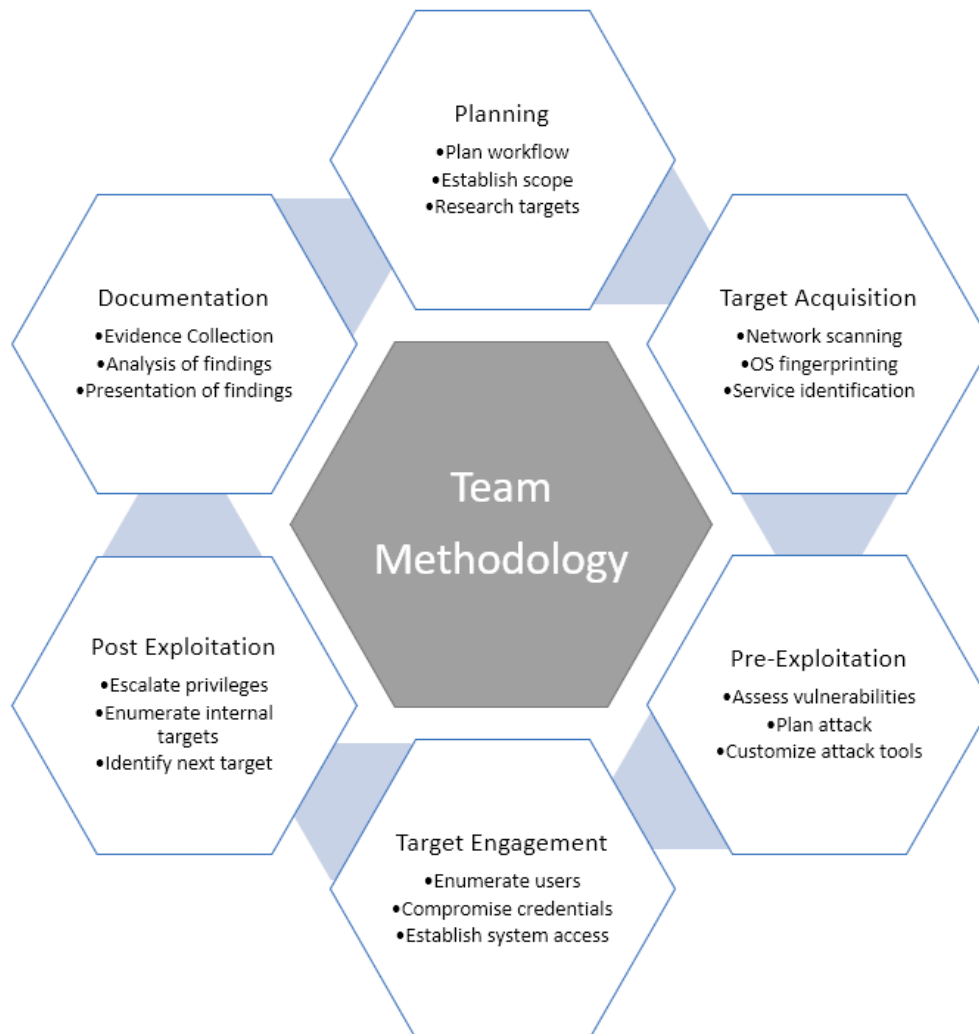 Planning
•Plan workflow
•Establish scope
•Research targets
Documentation
•Evidence Collection
•Analysis of findings
•Presentation of findings
Target Acquisition
•Network scanning
•OS fingerprinting
•Service identification
Team
Methodology
Post Exploitation
•Escalate privileges
•Enumerate internal
targets
•Identify next target
Pre-Exploitation
•Assess vulnerabilities
•Plan attack
•Customize attack tools
Target Engagement
•Enumerate users
•Compromise credentials
•Establish system access